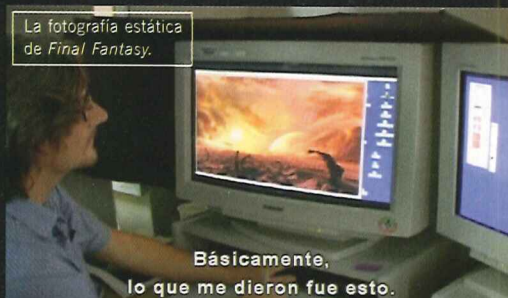 La fotografía estática
de Final Fantasy.
Básicamente,
lo que me dieron fue esto.